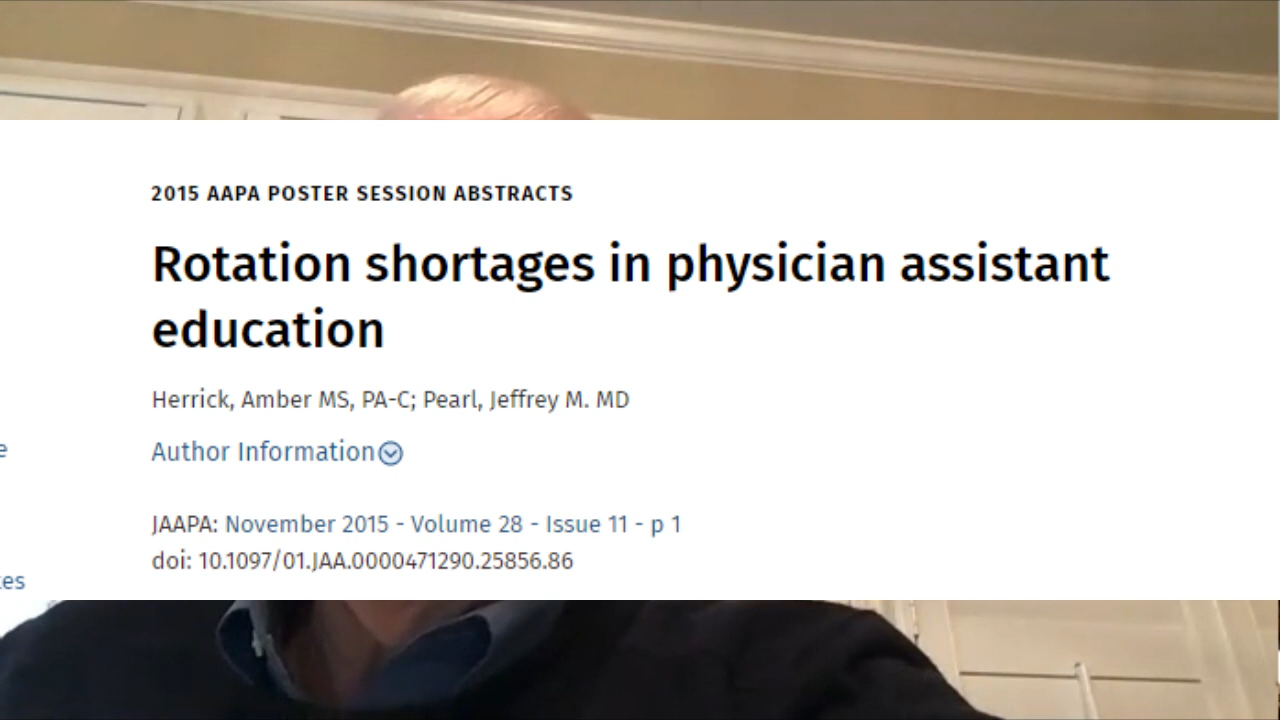 2015 AAPA POSTER SESSION ABSTRACTS
Rotation shortages in physician assistant
education
Herrick, Amber MS, PA-C; Pearl, Jeffrey M. MD
Author Information
JAAPA: November 2015 - Volume 28 - Issue 11 - p 1
doi: 10.1097/01.JAA.0000471290.25856.86